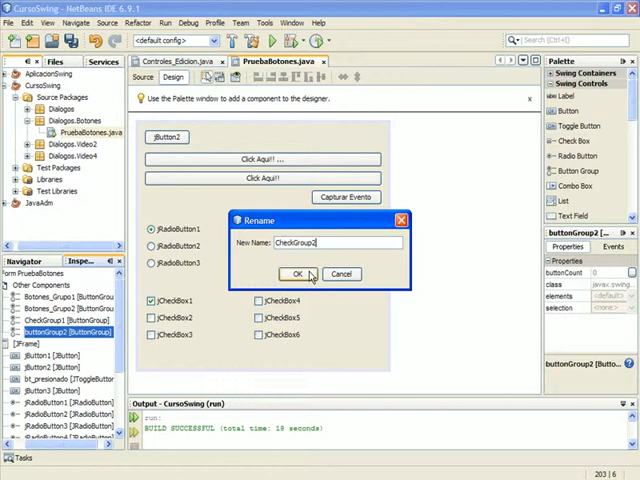 CursoSwing - NetBeans IDE 6.9.1
File Edit View Navigate Source Refactor Run Debug Profile Team Tools Window Help
<default config>
Search (Ctrl+I)
Files Services
AplicacionSwing
CursoSwing
Source Packages
Dialogos
Dialogos.Botones
PruebaBotones.java
Dialogos.Video2
Dialogos.Video4
Test Packages
Libraries
Test Libraries
JavaAdm
Controles_Edicion.java x PruebaBotones.java x
Source Design
Use the Palette window to add a component to the designer. x
jButton2
Click Aqui!! ...
Click Aqui!!
Capturar Evento
jRadioButton1
jRadioButton2
jRadioButton3
jCheckBox1 jCheckBox4
jCheckBox2 jCheckBox5
jCheckBox3 jCheckBox6
Rename
New Name: CheckGroup2
OK Cancel
Navigator Inspe...
Form PruebaBotones
Other Components
Botones_Grupo1 [ButtonGroup]
Botones_Grupo2 [ButtonGroup]
CheckGroup1 [ButtonGroup]
buttonGroup2 [ButtonGroup]
[JFrame]
jButton1 [JButton]
jButton2 [JButton]
bt_presionado [JToggleButton]
jButton3 [JButton]
jRadioButton1 [JRadioButton]
jRadioButton2 [JRadioButton]
Output - CursoSwing (run)
run:
BUILD SUCCESSFUL (total time: 18 seconds)
Palette
Swing Containers
Swing Controls
Label
Button
Toggle Button
Check Box
Radio Button
Button Group
Combo Box
List
Text Field
buttonGroup2 [ButtonGroup]
Properties Events
Properties
buttonCount 0
class javax.swing
elements <default>
selection <none>
buttonGroup2 [Butto...
Tasks
203 | 6